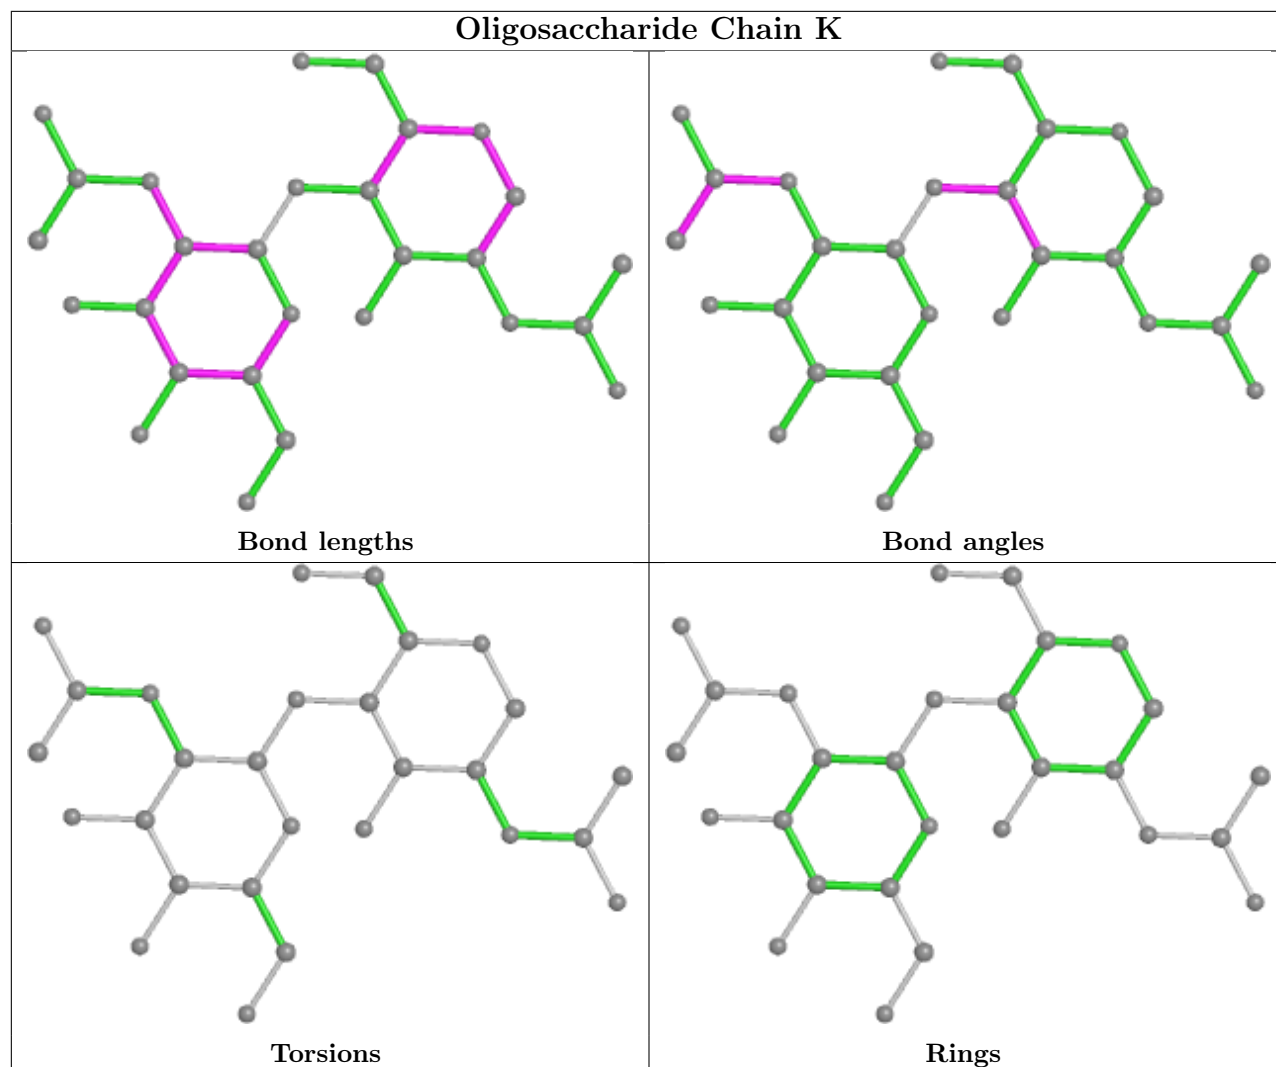 Oligosaccharide Chain K
Bond lengths
Bond angles
Torsions
Rings